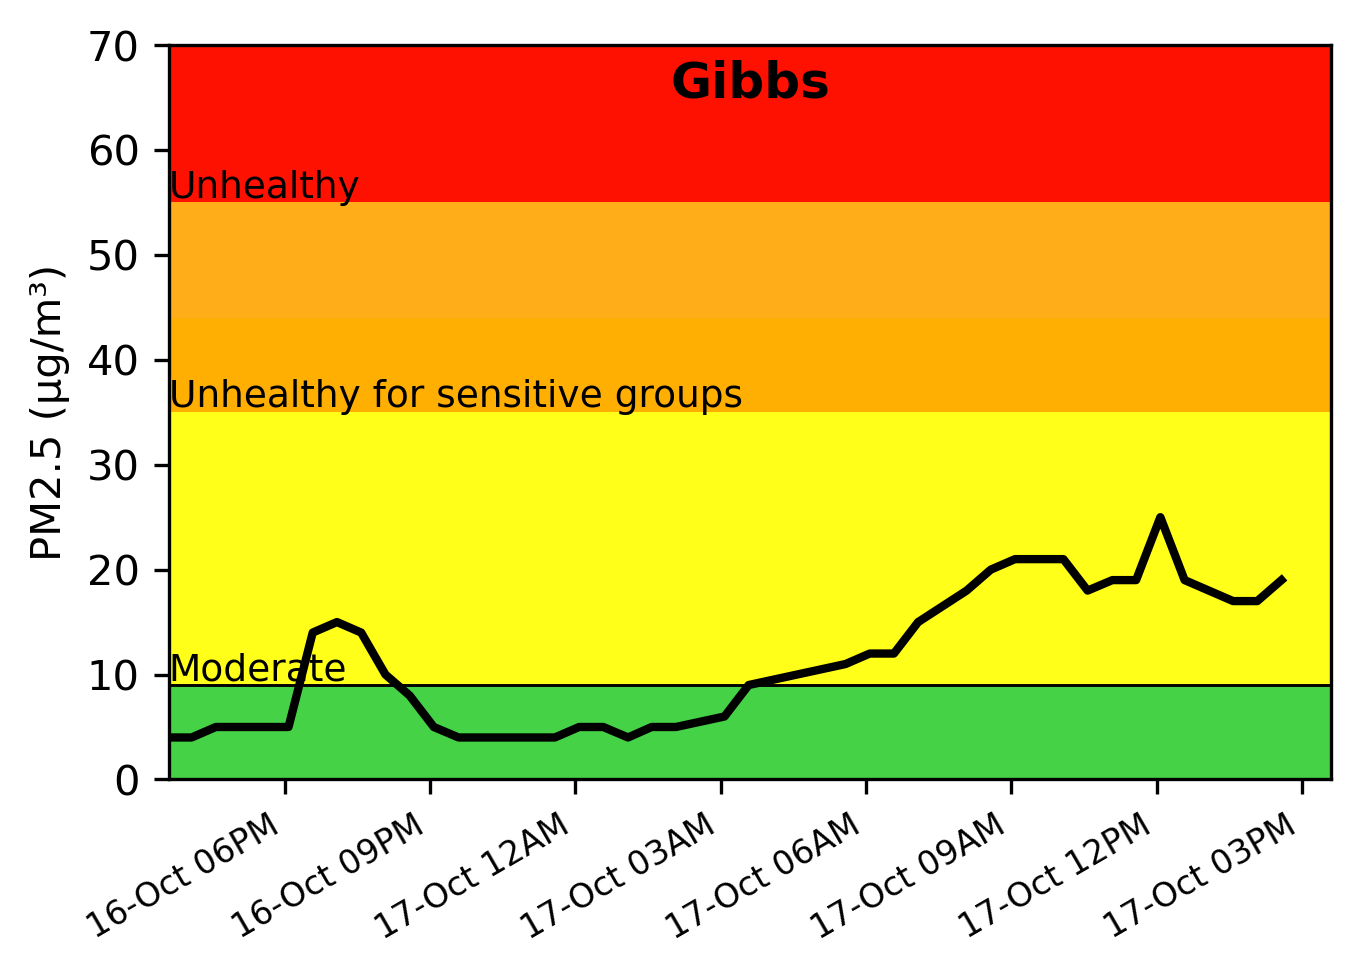 Gibbs
PM2.5 (µg/m³)
70
60
50
40
30
20
10
0
Unhealthy
Unhealthy for sensitive groups
Moderate
16-Oct 06PM
16-Oct 09PM
17-Oct 12AM
17-Oct 03AM
17-Oct 06AM
17-Oct 09AM
17-Oct 12PM
17-Oct 03PM